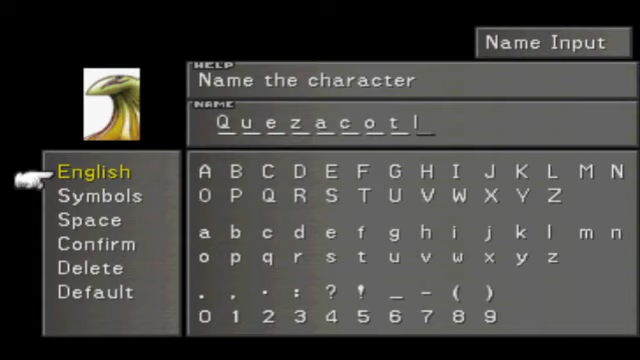 Name Input
HELP
Name the character
NAME
Quezacotl
English
Symbols
Space
Confirm
Delete
Default
A B C D E F G H I J K L M N
O P Q R S T U V W X Y Z
a b c d e f g h i j k l m n
o p q r s t u v w x y z
. , · : ? ! _ - ( )
0 1 2 3 4 5 6 7 8 9